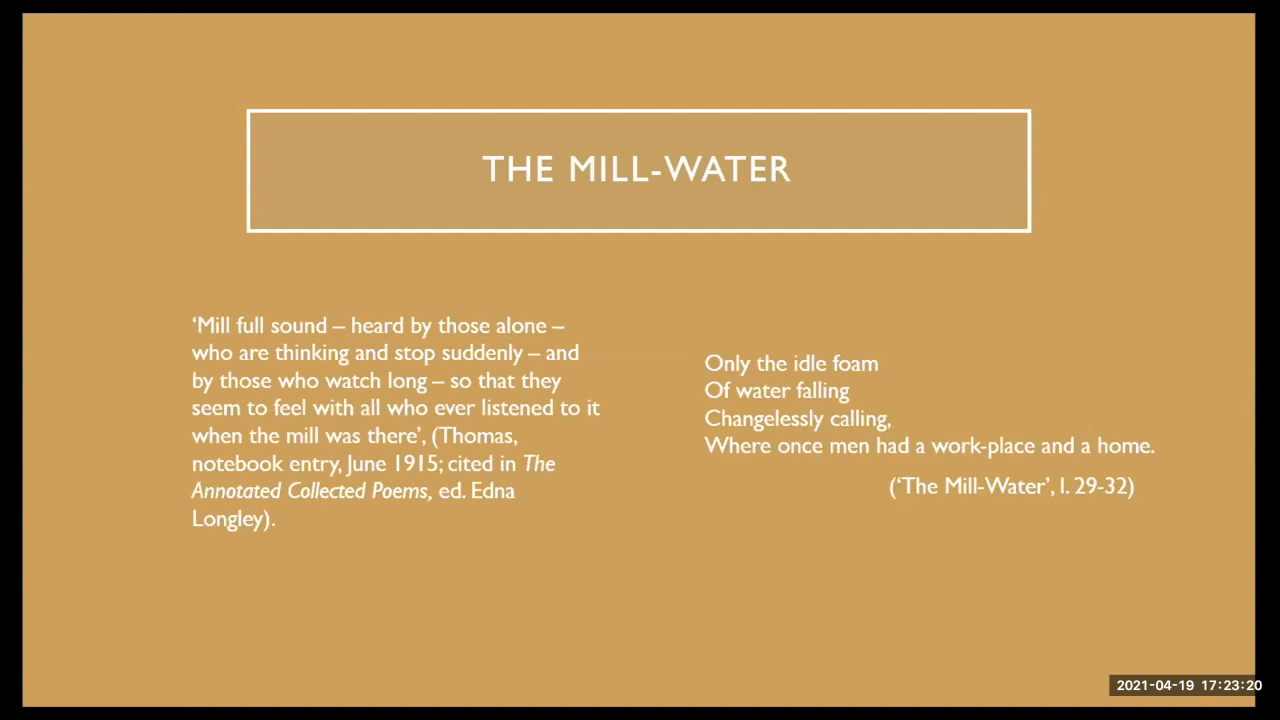 THE MILL-WATER
‘Mill full sound – heard by those alone –
who are thinking and stop suddenly – and
by those who watch long – so that they
seem to feel with all who ever listened to it
when the mill was there’, (Thomas,
notebook entry, June 1915; cited in The
Annotated Collected Poems, ed. Edna
Longley).
Only the idle foam
Of water falling
Changelessly calling,
Where once men had a work-place and a home.
(‘The Mill-Water’, l. 29-32)
2021-04-19 17:23:20